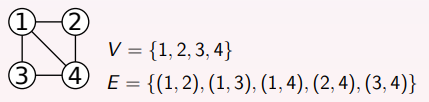 1 2
V = {1, 2, 3, 4}
3 4
E = {(1, 2), (1, 3), (1, 4), (2, 4), (3, 4)}